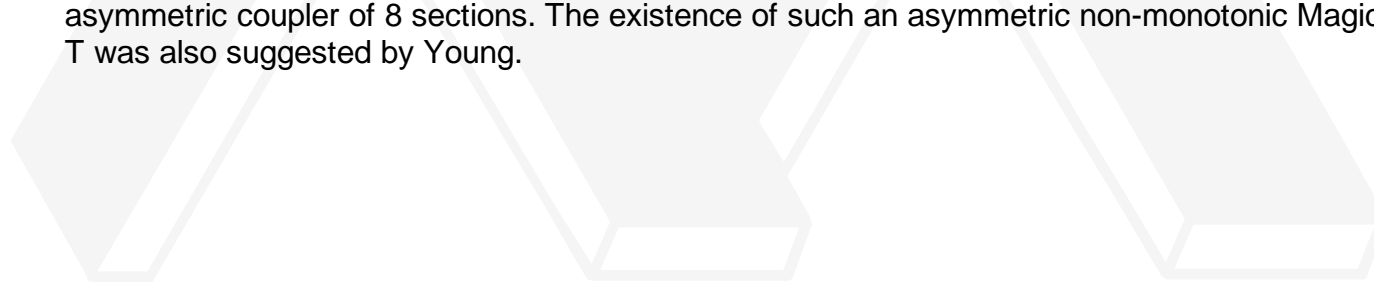 asymmetric coupler of 8 sections. The existence of such an asymmetric non-monotonic Magic
T was also suggested by Young.